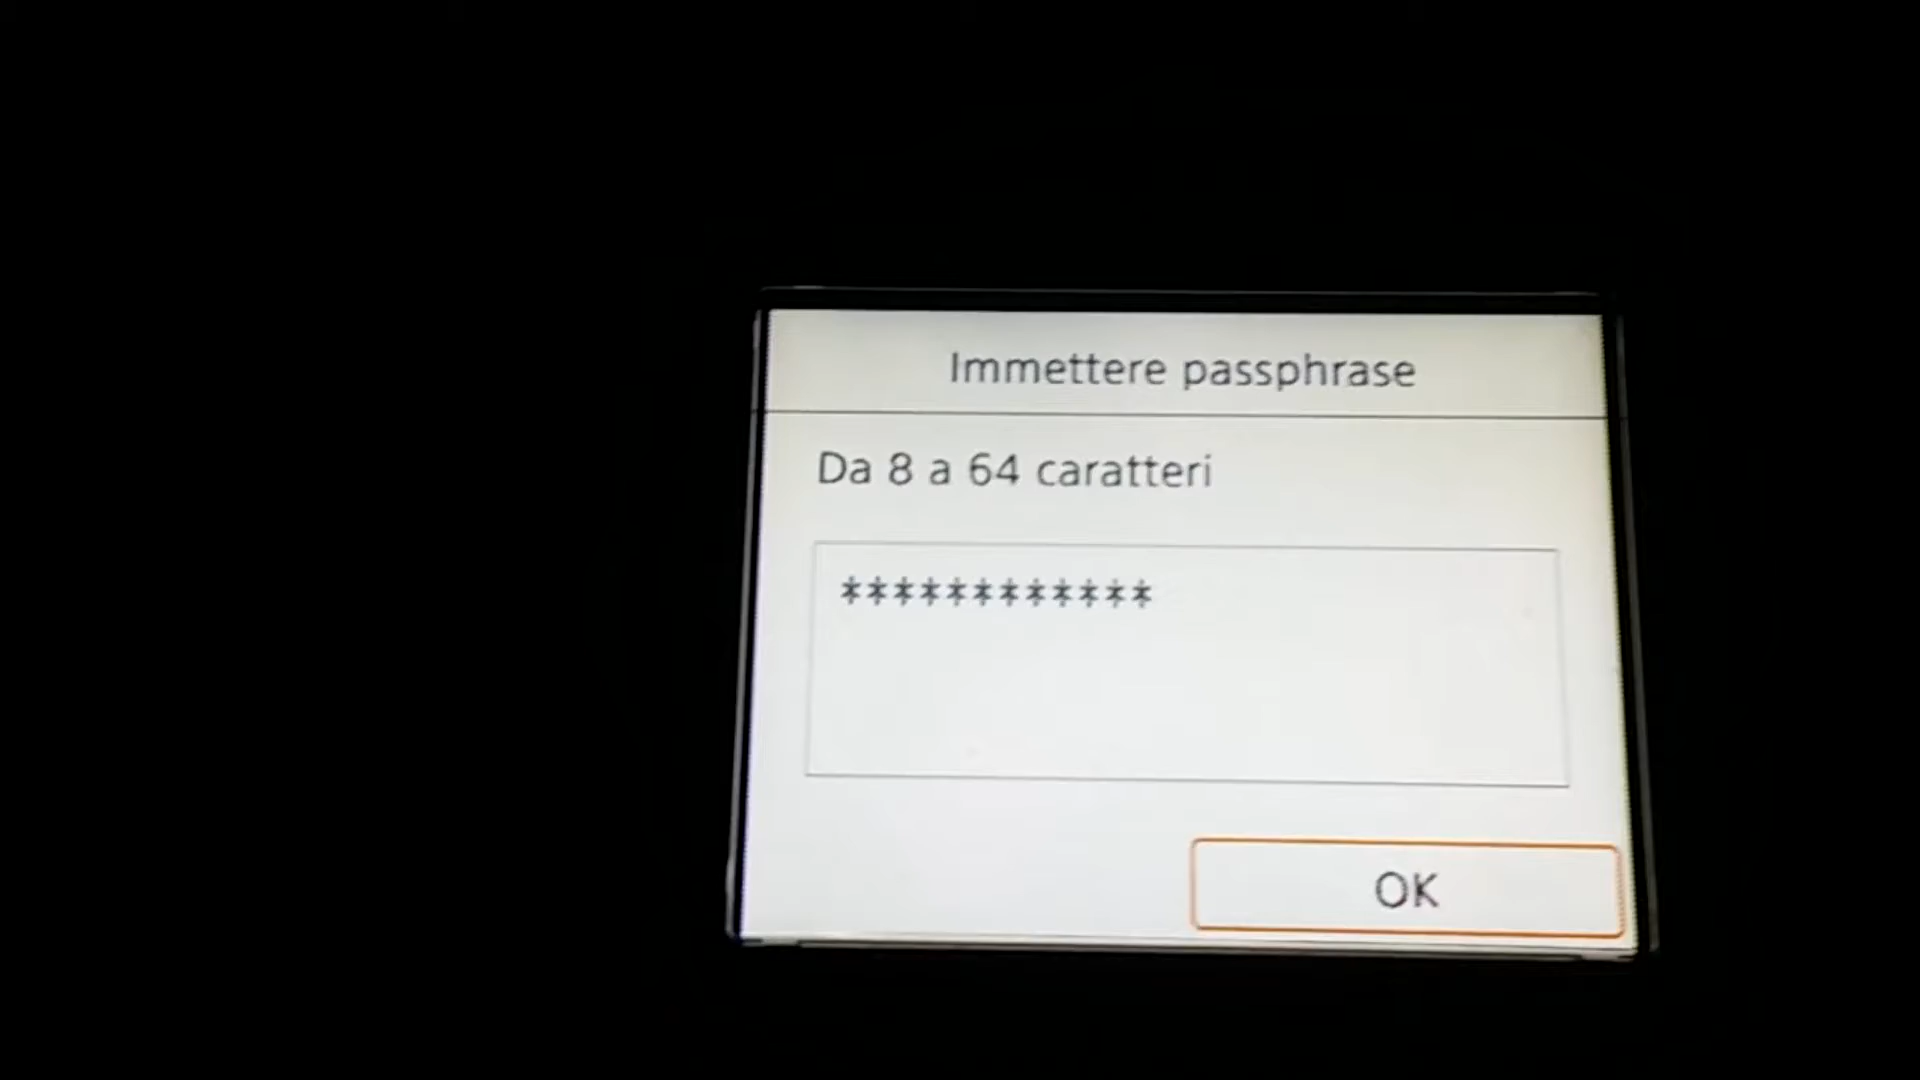 Immettere passphrase
Da 8 a 64 caratteri
************
OK